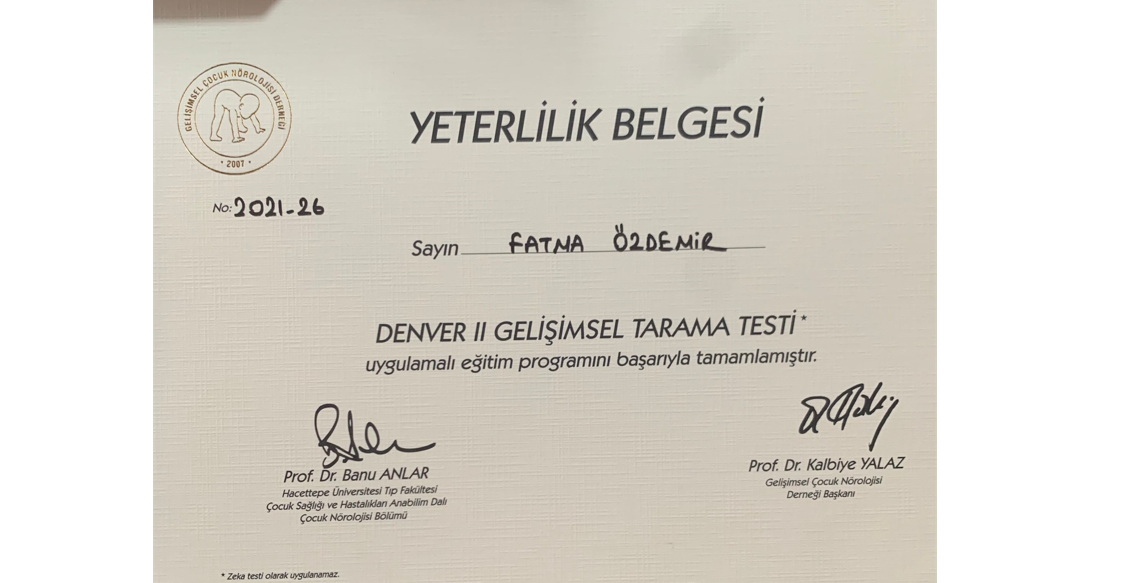 GELİŞİMSEL ÇOCUK NÖROLOJİSİ DERNEĞİ
• 2007 •
YETERLİLİK BELGESİ
No: 2021-26
Sayın FATMA ÖZDEMİR
DENVER II GELİŞİMSEL TARAMA TESTİ *
uygulamalı eğitim programını başarıyla tamamlamıştır.
Prof. Dr. Banu ANLAR
Hacettepe Üniversitesi Tıp Fakültesi
Çocuk Sağlığı ve Hastalıkları Anabilim Dalı
Çocuk Nörolojisi Bölümü
Prof. Dr. Kalbiye YALAZ
Gelişimsel Çocuk Nörolojisi
Derneği Başkanı
* Zeka testi olarak uygulanamaz.